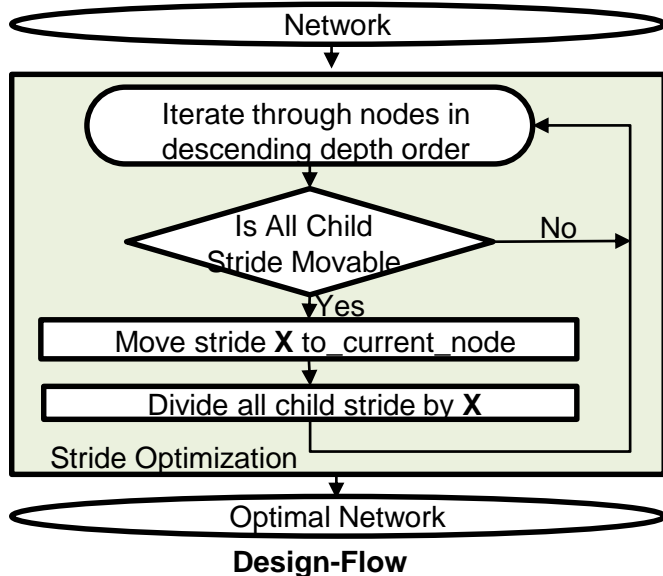 Network
Iterate through nodes in
descending depth order
Is All Child
Stride Movable
No
Yes
Move stride X to_current_node
Divide all child stride by X
Stride Optimization
Optimal Network
Design-Flow